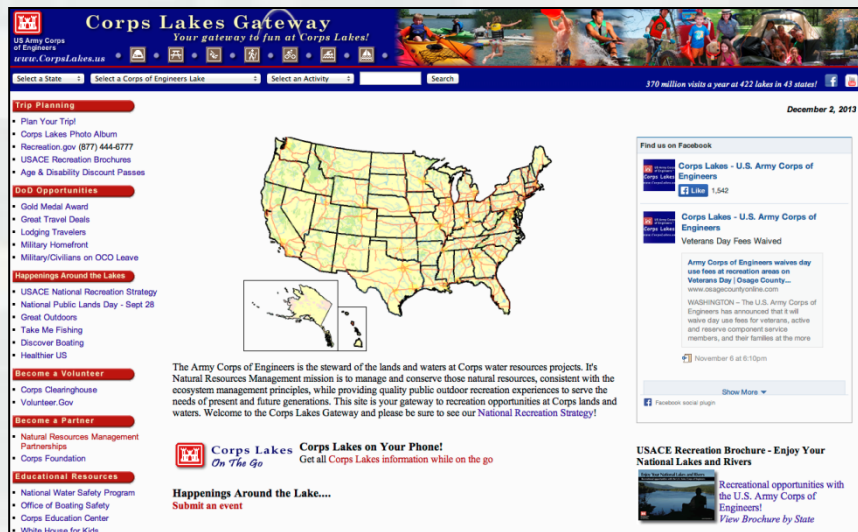 Corps Lakes Gateway
Your gateway to fun at Corps Lakes!
US Army Corps
of Engineers
www.CorpsLakes.us
Select a State
Select a Corps of Engineers Lake
Select an Activity
Search
370 million visits a year at 422 lakes in 43 states!
December 2, 2013
Trip Planning
Plan Your Trip!
Corps Lakes Photo Album
Recreation.gov (877) 444-6777
USACE Recreation Brochures
Age & Disability Discount Passes
DoD Opportunities
Gold Medal Award
Great Travel Deals
Lodging Travelers
Military Homefront
Military/Civilians on OCO Leave
Happenings Around the Lakes
USACE National Recreation Strategy
National Public Lands Day - Sept 28
Great Outdoors
Take Me Fishing
Discover Boating
Healthier US
Become a Volunteer
Corps Clearinghouse
Volunteer.Gov
Become a Partner
Natural Resources Management
Partnerships
Corps Foundation
Educational Resources
National Water Safety Program
Office of Boating Safety
Corps Education Center
White House for Kids
The Army Corps of Engineers is the steward of the lands and waters at Corps water resources projects. It's
Natural Resources Management mission is to manage and conserve those natural resources, consistent with the
ecosystem management principles, while providing quality public outdoor recreation experiences to serve the
needs of present and future generations. This site is your gateway to recreation opportunities at Corps lands and
waters. Welcome to the Corps Lakes Gateway and please be sure to see our National Recreation Strategy!
Corps Lakes
On The Go
Corps Lakes on Your Phone!
Get all Corps Lakes information while on the go
Happenings Around the Lake....
Submit an event
Find us on Facebook
Corps Lakes - U.S. Army Corps of
Engineers
Like 1,542
Corps Lakes - U.S. Army Corps of
Engineers
Veterans Day Fees Waived
Army Corps of Engineers waives day
use fees at recreation areas on
Veterans Day | Osage County...
www.osagecountyonline.com
WASHINGTON – The U.S. Army Corps of
Engineers has announced that it will
waive day use fees for veterans, active
and reserve component service
members, and their families at the more
November 6 at 6:10pm
Show More
Facebook social plugin
USACE Recreation Brochure - Enjoy Your
National Lakes and Rivers
Recreational opportunities with
the U.S. Army Corps of
Engineers!
View Brochure by State